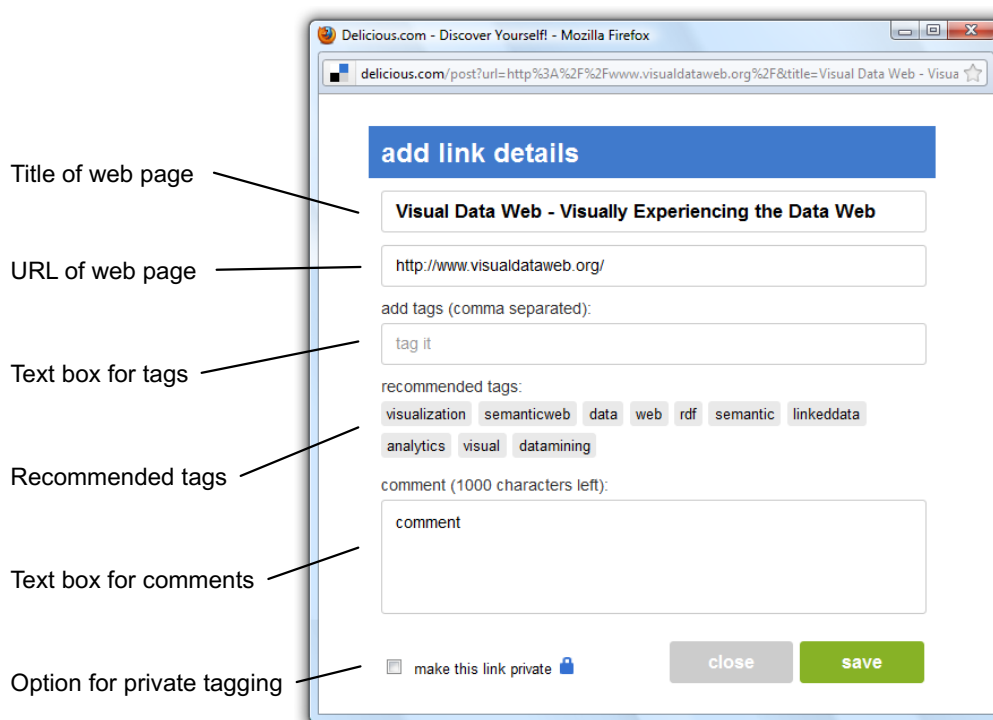 Delicious.com - Discover Yourself! - Mozilla Firefox
delicious.com/post?url=http%3A%2F%2Fwww.visualdataweb.org%2F&title=Visual Data Web - Visua
add link details
Title of web page
Visual Data Web - Visually Experiencing the Data Web
URL of web page
http://www.visualdataweb.org/
add tags (comma separated):
Text box for tags
tag it
recommended tags:
visualization semanticweb data web rdf semantic linkeddata
analytics visual datamining
Recommended tags
comment (1000 characters left):
comment
Text box for comments
Option for private tagging
make this link private
close
save